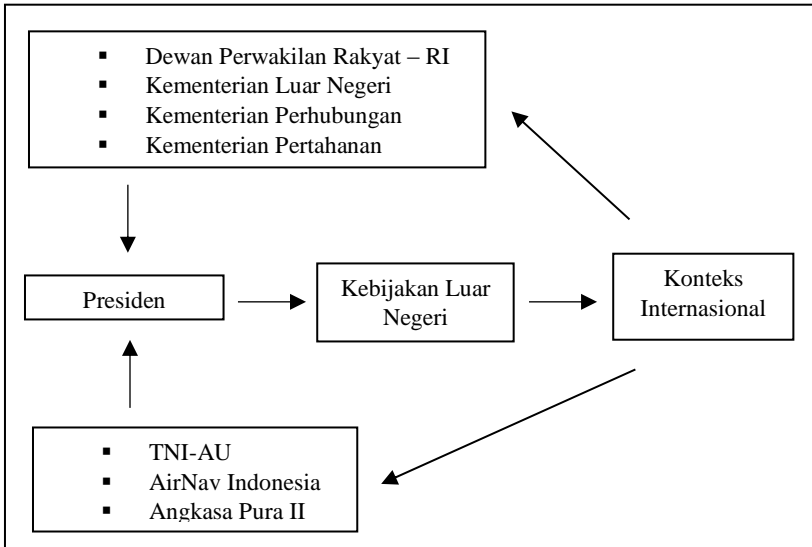 ▪ Dewan Perwakilan Rakyat – RI
▪ Kementerian Luar Negeri
▪ Kementerian Perhubungan
▪ Kementerian Pertahanan
Presiden
Kebijakan Luar
Negeri
Konteks
Internasional
▪ TNI-AU
▪ AirNav Indonesia
▪ Angkasa Pura II